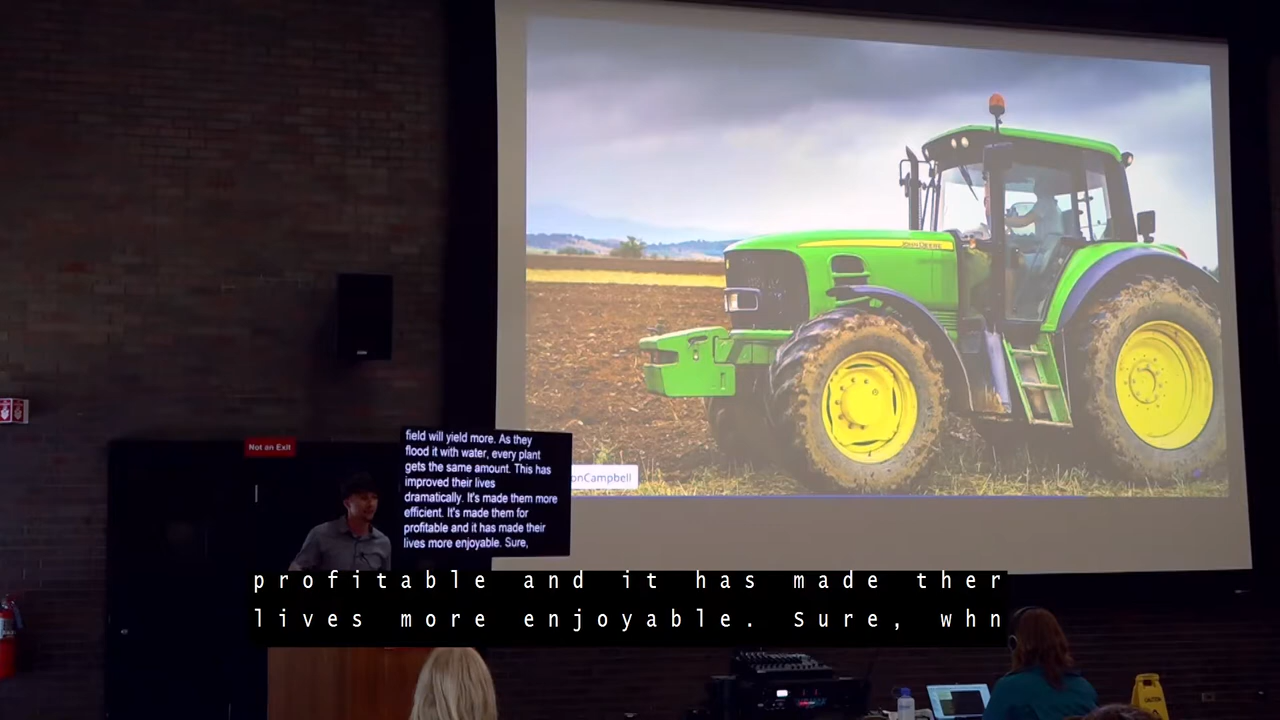 JOHN DEERE
Not an Exit
field will yield more. As they
flood it with water, every plant
gets the same amount. This has
improved their lives
dramatically. It's made them more
efficient. It's made them for
profitable and it has made their
lives more enjoyable. Sure,
onCampbell
profitable and it has made ther
lives more enjoyable. Sure, whn
CAUTION